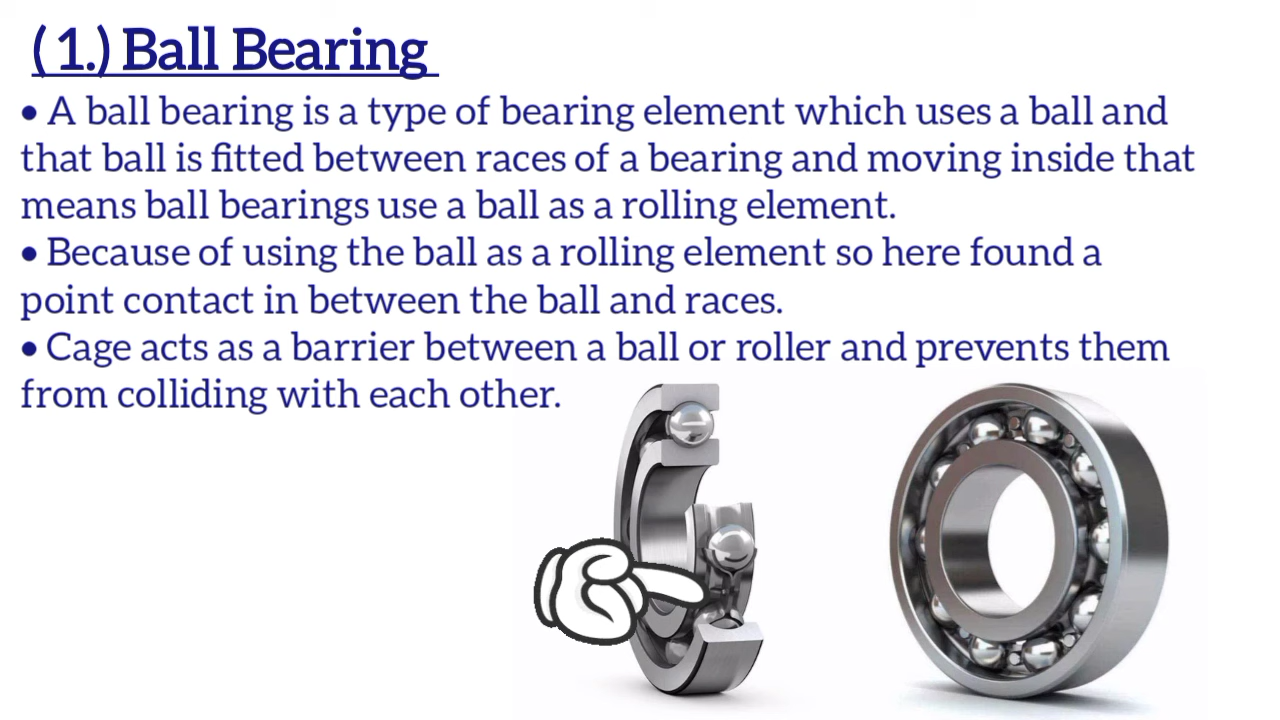 (1.) Ball Bearing
• A ball bearing is a type of bearing element which uses a ball and
that ball is fitted between races of a bearing and moving inside that
means ball bearings use a ball as a rolling element.
• Because of using the ball as a rolling element so here found a
point contact in between the ball and races.
• Cage acts as a barrier between a ball or roller and prevents them
from colliding with each other.